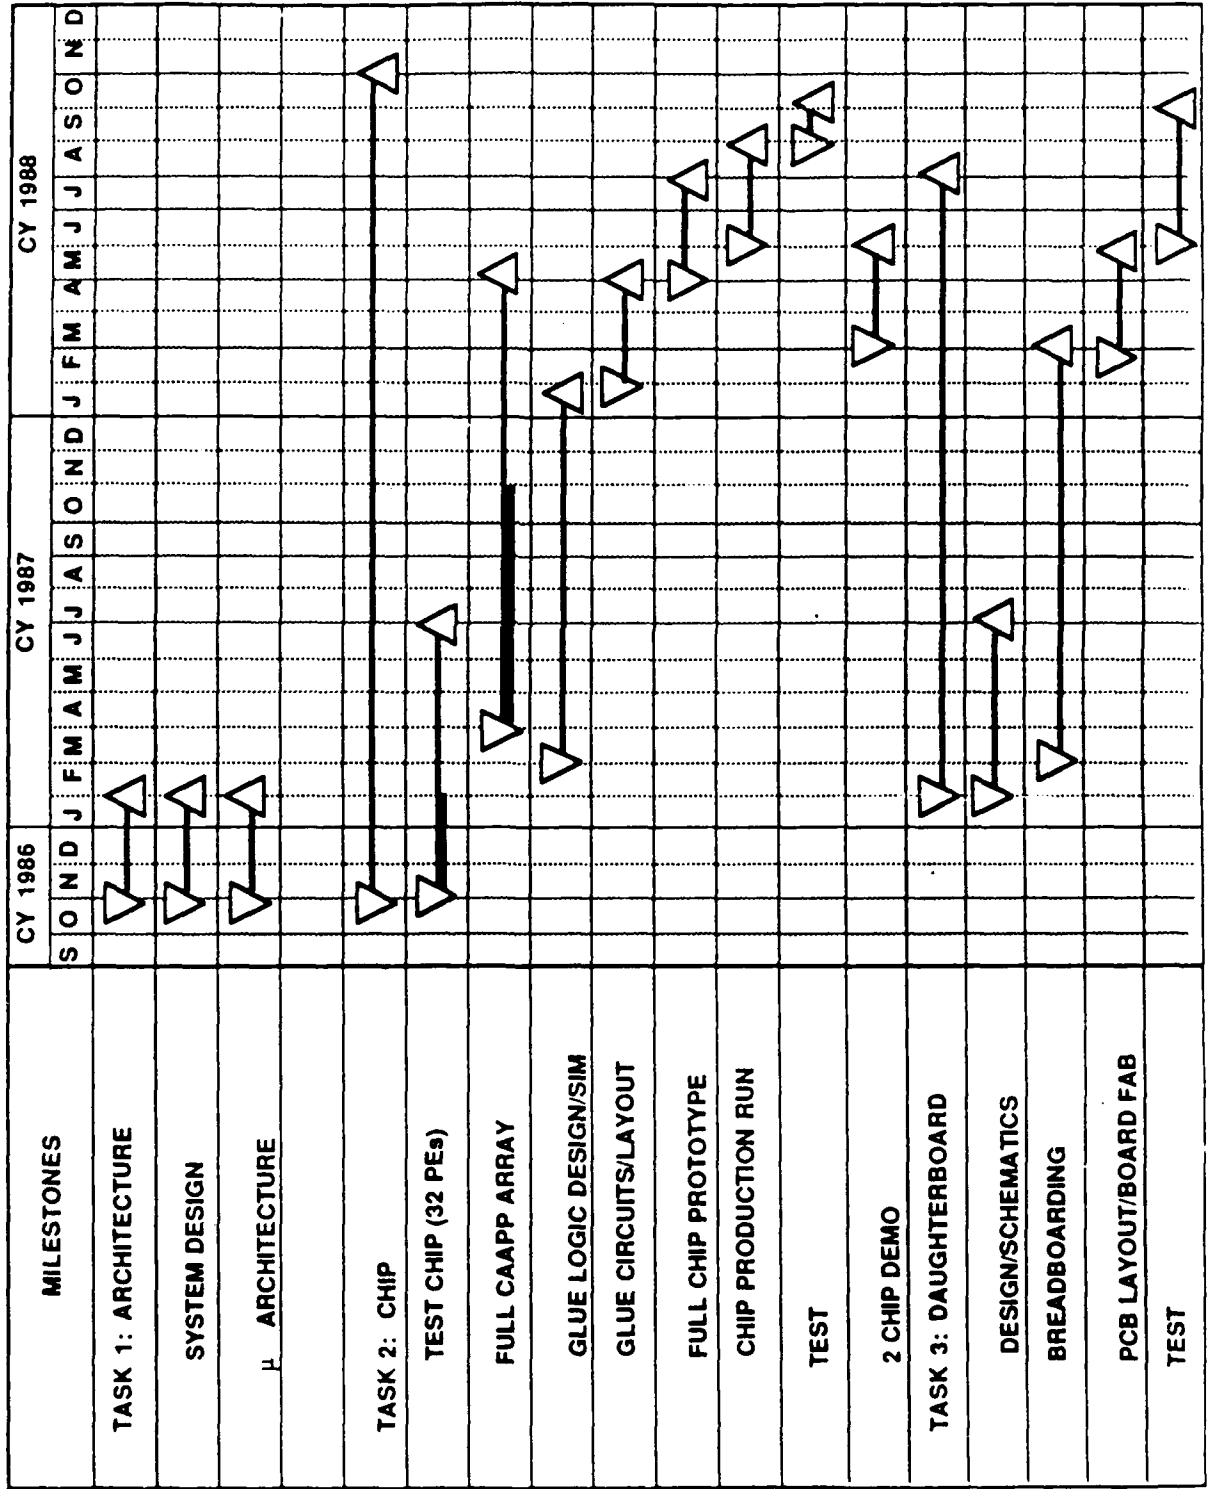 MILESTONES
CY 1986
CY 1987
CY 1988
S O N D J F M A M J J A S O N D J F M A M J J A S O N D
TASK 1: ARCHITECTURE
SYSTEM DESIGN
μ ARCHITECTURE
TASK 2: CHIP
TEST CHIP (32 PEs)
FULL CAAPP ARRAY
GLUE LOGIC DESIGN/SIM
GLUE CIRCUITS/LAYOUT
FULL CHIP PROTOTYPE
CHIP PRODUCTION RUN
TEST
2 CHIP DEMO
TASK 3: DAUGHTERBOARD
DESIGN/SCHEMATICS
BREADBOARDING
PCB LAYOUT/BOARD FAB
TEST